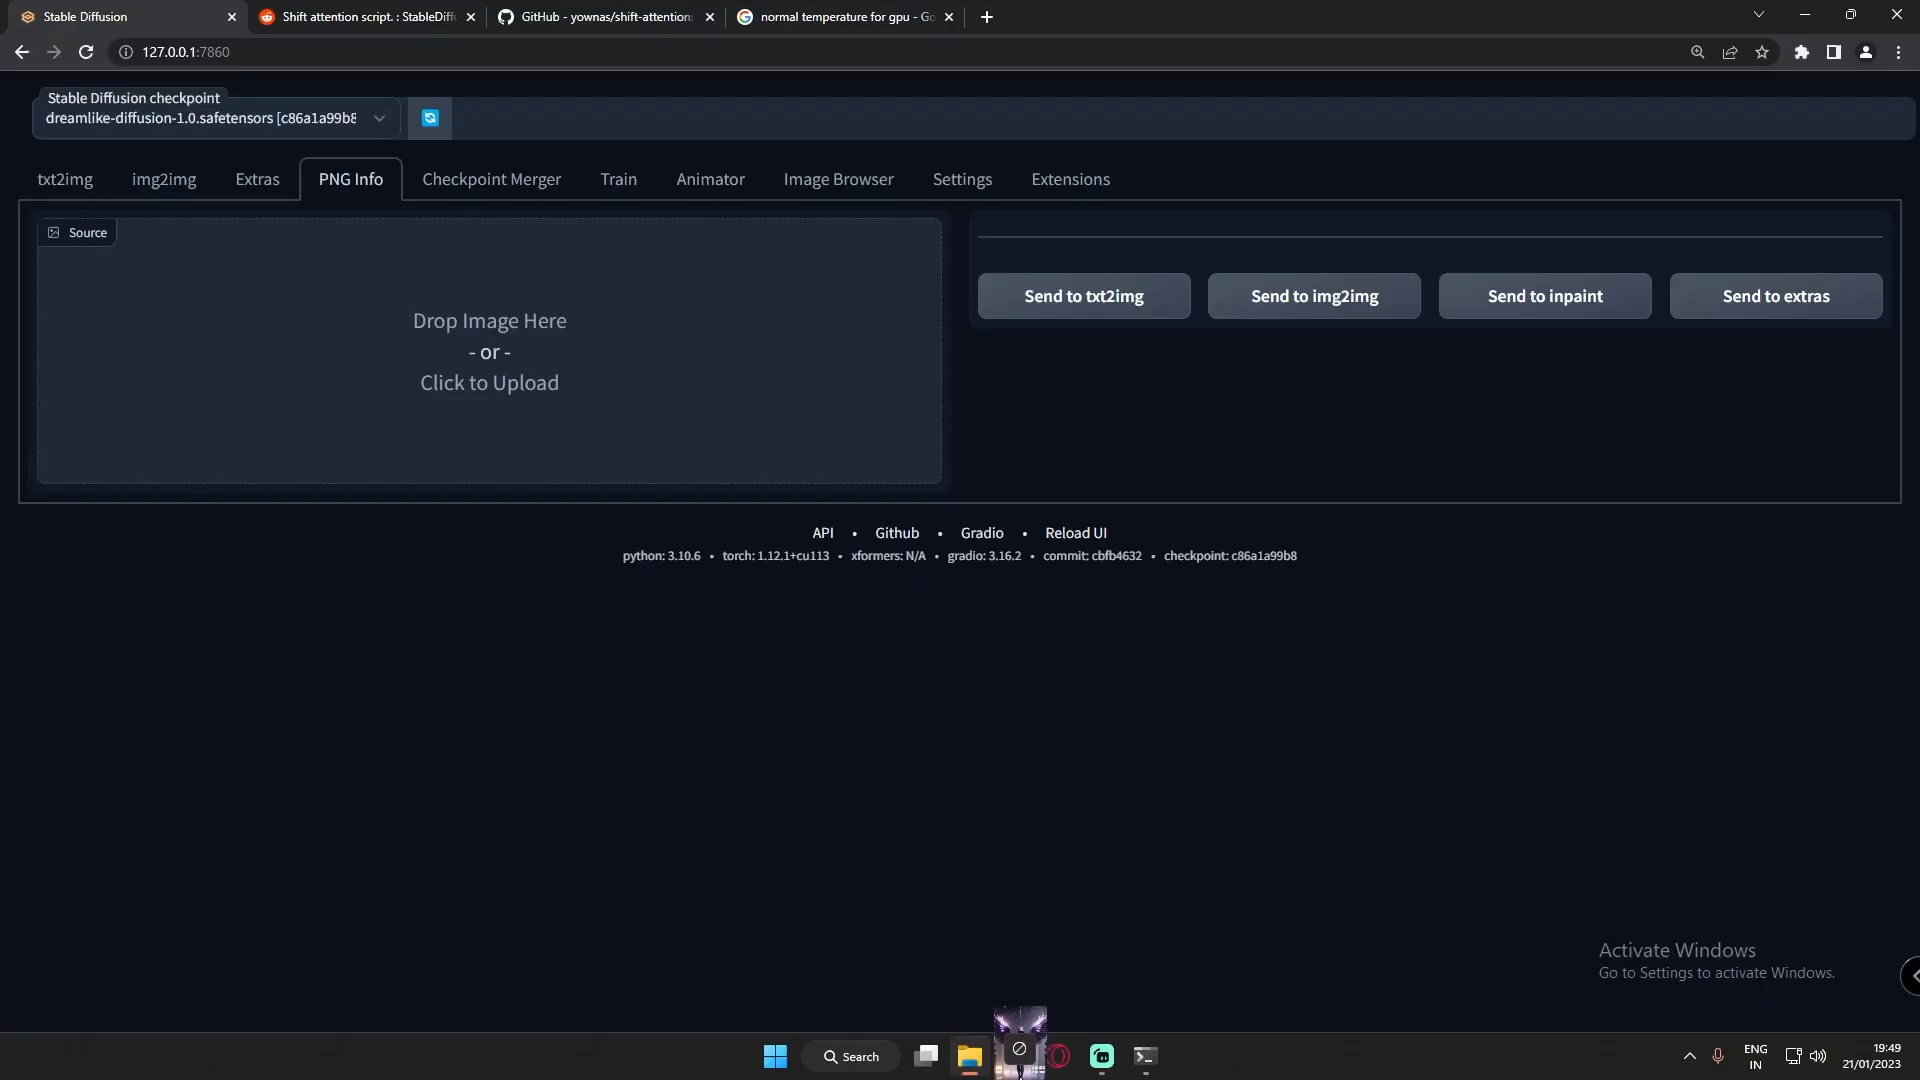 Stable Diffusion
Shift attention script. : StableDiffu
GitHub - yownas/shift-attention:
normal temperature for gpu - Go
127.0.0.1:7860
Stable Diffusion checkpoint
dreamlike-diffusion-1.0.safetensors [c86a1a99b8
txt2img
img2img
Extras
PNG Info
Checkpoint Merger
Train
Animator
Image Browser
Settings
Extensions
Source
Drop Image Here
- or -
Click to Upload
Send to txt2img
Send to img2img
Send to inpaint
Send to extras
API • Github • Gradio • Reload UI
python: 3.10.6 • torch: 1.12.1+cu113 • xformers: N/A • gradio: 3.16.2 • commit: cbfb4632 • checkpoint: c86a1a99b8
Activate Windows
Go to Settings to activate Windows.
Search
ENG
IN
19:49
21/01/2023